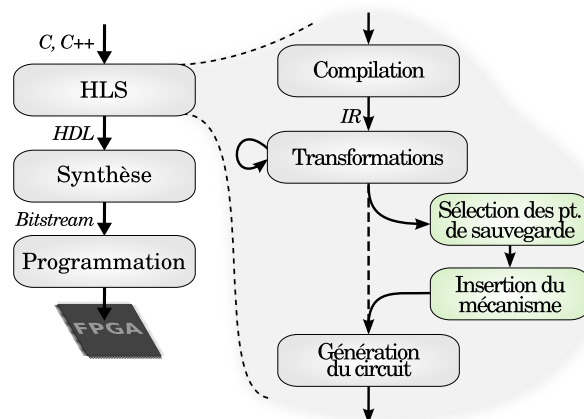 C, C++
HLS
HDL
Synthèse
Bitstream
Programmation
FPGA
Compilation
IR
Transformations
Sélection des pt.
de sauvegarde
Insertion du
mécanisme
Génération
du circuit